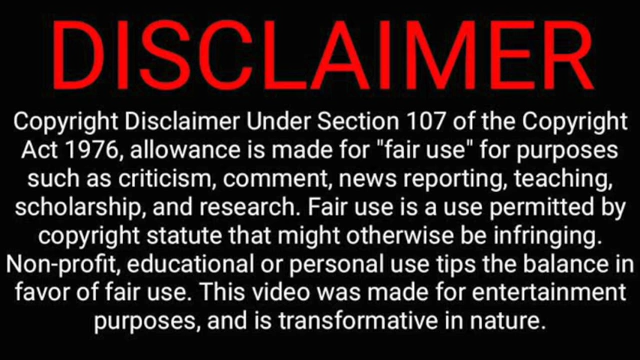 DISCLAIMER
Copyright Disclaimer Under Section 107 of the Copyright
Act 1976, allowance is made for "fair use" for purposes
such as criticism, comment, news reporting, teaching,
scholarship, and research. Fair use is a use permitted by
copyright statute that might otherwise be infringing.
Non-profit, educational or personal use tips the balance in
favor of fair use. This video was made for entertainment
purposes, and is transformative in nature.